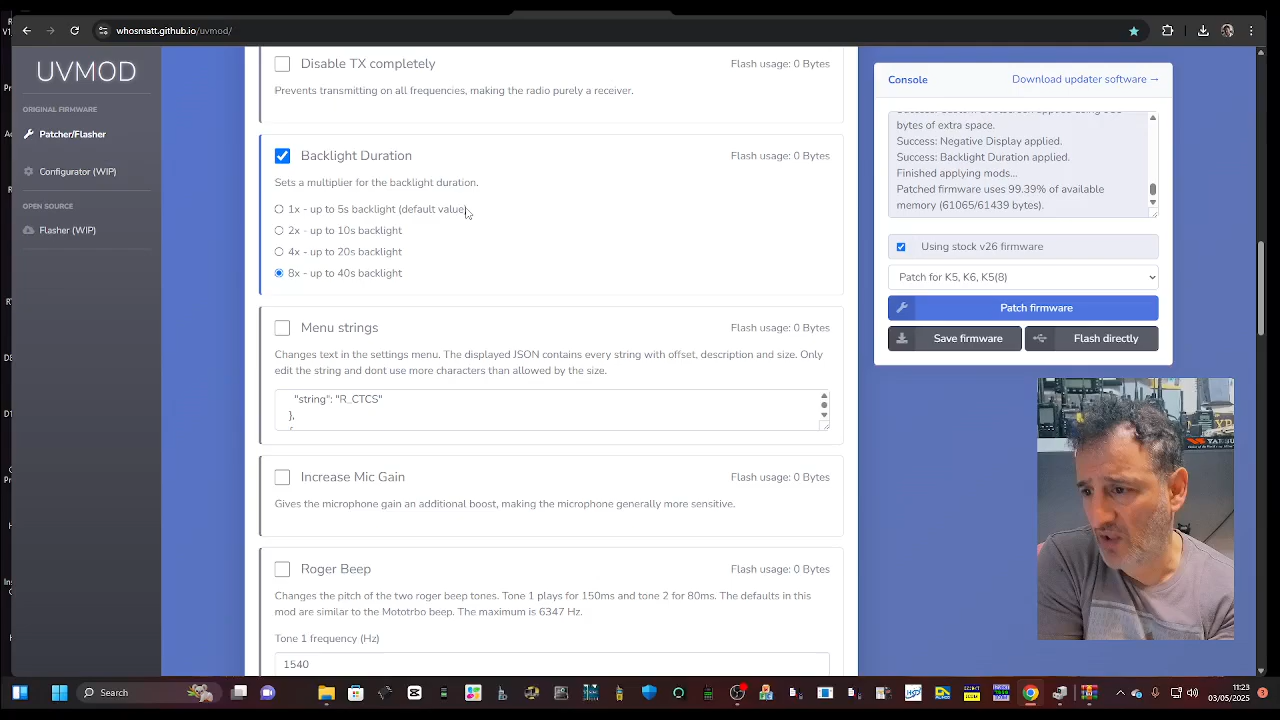 whosmatt.github.io/uvmod/
UVMOD
ORIGINAL FIRMWARE
Patcher/Flasher
Configurator (WIP)
OPEN SOURCE
Flasher (WIP)
Disable TX completely
Flash usage: 0 Bytes
Prevents transmitting on all frequencies, making the radio purely a receiver.
Backlight Duration
Flash usage: 0 Bytes
Sets a multiplier for the backlight duration.
1x - up to 5s backlight (default value)
2x - up to 10s backlight
4x - up to 20s backlight
8x - up to 40s backlight
Menu strings
Flash usage: 0 Bytes
Changes text in the settings menu. The displayed JSON contains every string with offset, description and size. Only
edit the string and dont use more characters than allowed by the size.
"string": "R_CTCS"
},
Increase Mic Gain
Flash usage: 0 Bytes
Gives the microphone gain an additional boost, making the microphone generally more sensitive.
Roger Beep
Flash usage: 0 Bytes
Changes the pitch of the two roger beep tones. Tone 1 plays for 150ms and tone 2 for 80ms. The defaults in this
mod are similar to the Mototrbo beep. The maximum is 6347 Hz.
Tone 1 frequency (Hz)
1540
Console
Download updater software →
bytes of extra space.
Success: Negative Display applied.
Success: Backlight Duration applied.
Finished applying mods...
Patched firmware uses 99.39% of available
memory (61065/61439 bytes).
Using stock v26 firmware
Patch for K5, K6, K5(8)
Patch firmware
Save firmware
Flash directly
Search
11:23
03/05/2025